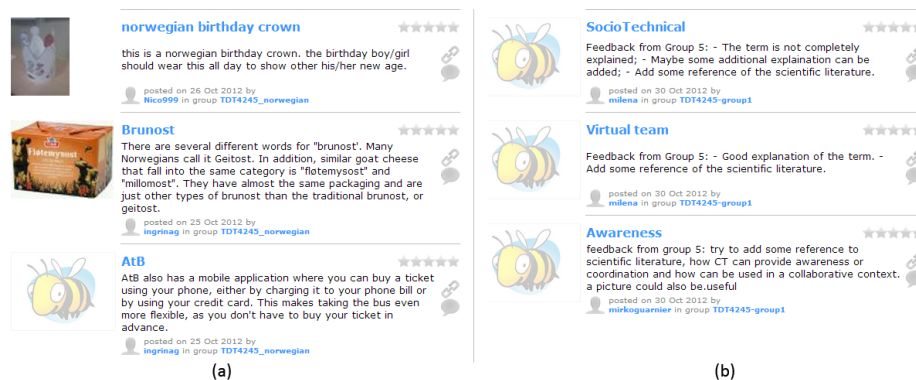 norwegian birthday crown
this is a norwegian birthday crown. the birthday boy/girl
should wear this all day to show other his/her new age.
posted on 26 Oct 2012 by
Nico999 in group TDT4245_norwegian
Fløtemysost
Brunost
There are several different words for "brunost'. Many
Norwegians call it Geitost. In addition, similar goat cheese
that fall into the same category is "fløtemysost" and
"millomost". They have almost the same packaging and are
just other types of brunost than the traditional brunost, or
geitost.
posted on 25 Oct 2012 by
ingrinag in group TDT4245_norwegian
AtB
AtB also has a mobile application where you can buy a ticket
using your phone, either by charging it to your phone bill or
by using your credit card. This makes taking the bus even
more flexible, as you don't have to buy your ticket in
advance.
posted on 25 Oct 2012 by
ingrinag in group TDT4245_norwegian
(a)
SocioTechnical
Feedback from Group 5: - The term is not completely
explained; - Maybe some additional explaination can be
added; - Add some reference of the scientific literature.
posted on 30 Oct 2012 by
milena in group TDT4245-group1
Virtual team
Feedback from Group 5: - Good explanation of the term. -
Add some reference of the scientific literature.
posted on 30 Oct 2012 by
milena in group TDT4245-group1
Awareness
feedback from group 5: try to add some reference to
scientific literature, how CT can provide awareness or
coordination and how can be used in a collaborative context.
a picture could also be.useful
posted on 30 Oct 2012 by
mirkoguarnier in group TDT4245-group1
(b)